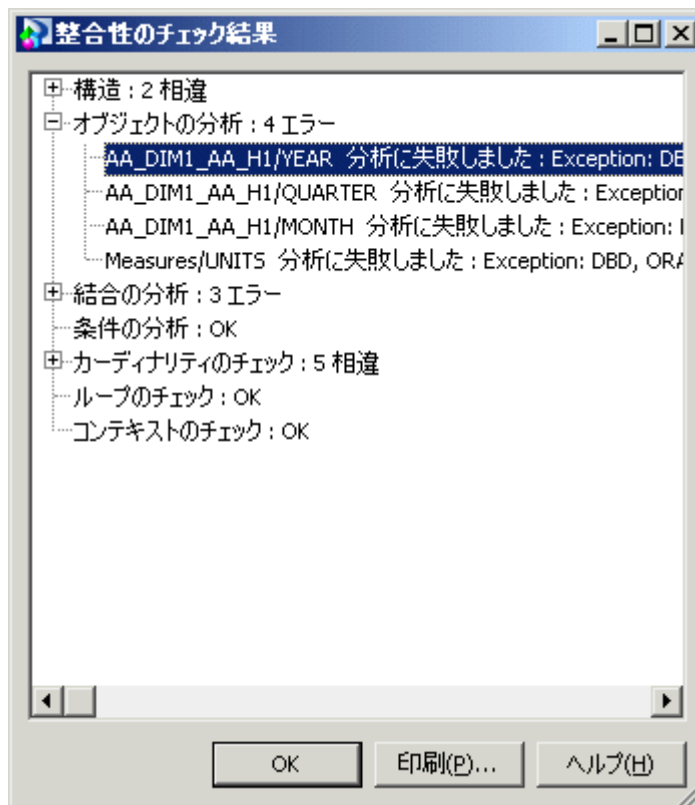 整合性のチェック結果
構造 : 2 相違
オブジェクトの分析 : 4 エラー
AA_DIM1_AA_H1/YEAR 分析に失敗しました : Exception: DE
AA_DIM1_AA_H1/QUARTER 分析に失敗しました : Exception
AA_DIM1_AA_H1/MONTH 分析に失敗しました : Exception:
Measures/UNITS 分析に失敗しました : Exception: DBD, ORA
結合の分析 : 3 エラー
条件の分析 : OK
カーディナリティのチェック : 5 相違
ループのチェック : OK
コンテキストのチェック : OK
OK
印刷(P)...
ヘルプ(H)